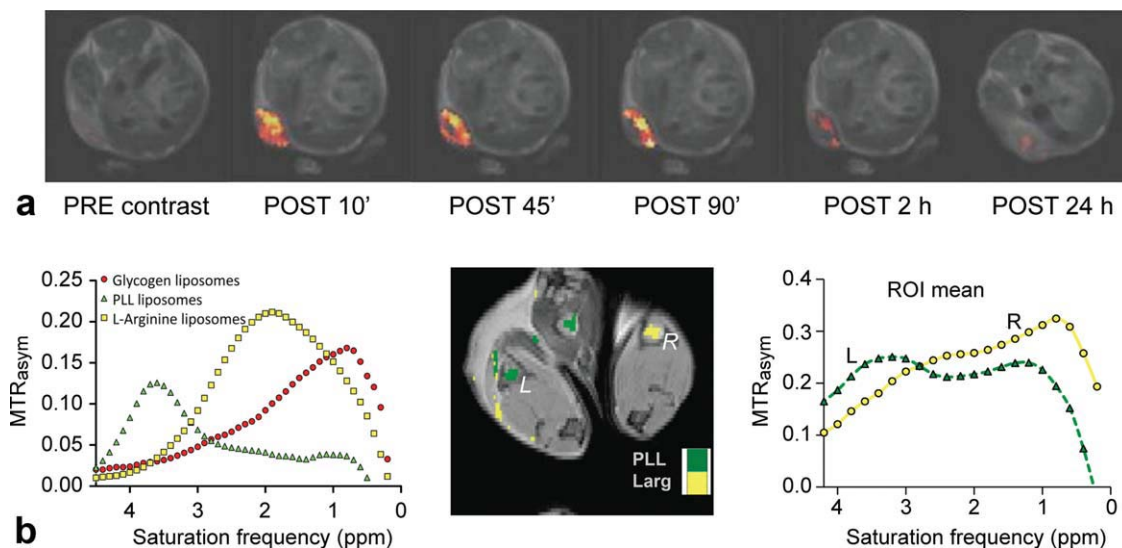 PRE contrast
POST 10’
POST 45’
POST 90’
POST 2 h
POST 24 h
a
0.25
0.20
0.15
0.10
0.05
0.00
MTRasym
Glycogen liposomes
PLL liposomes
L-Arginine liposomes
4
3
2
1
0
Saturation frequency (ppm)
L
R
PLL
Larg
0.4
0.3
0.2
0.1
0.0
MTRasym
ROI mean
L
R
4
3
2
1
0
Saturation frequency (ppm)
b